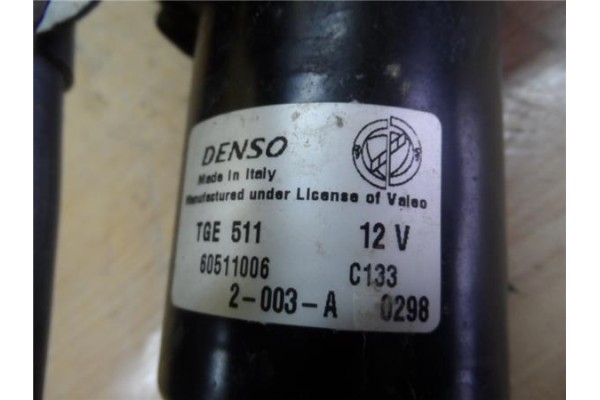 DENSO
Made in Italy
Manufactured under License of Valeo
TGE 511 12 V
60511006 C133
2-003-A 0298